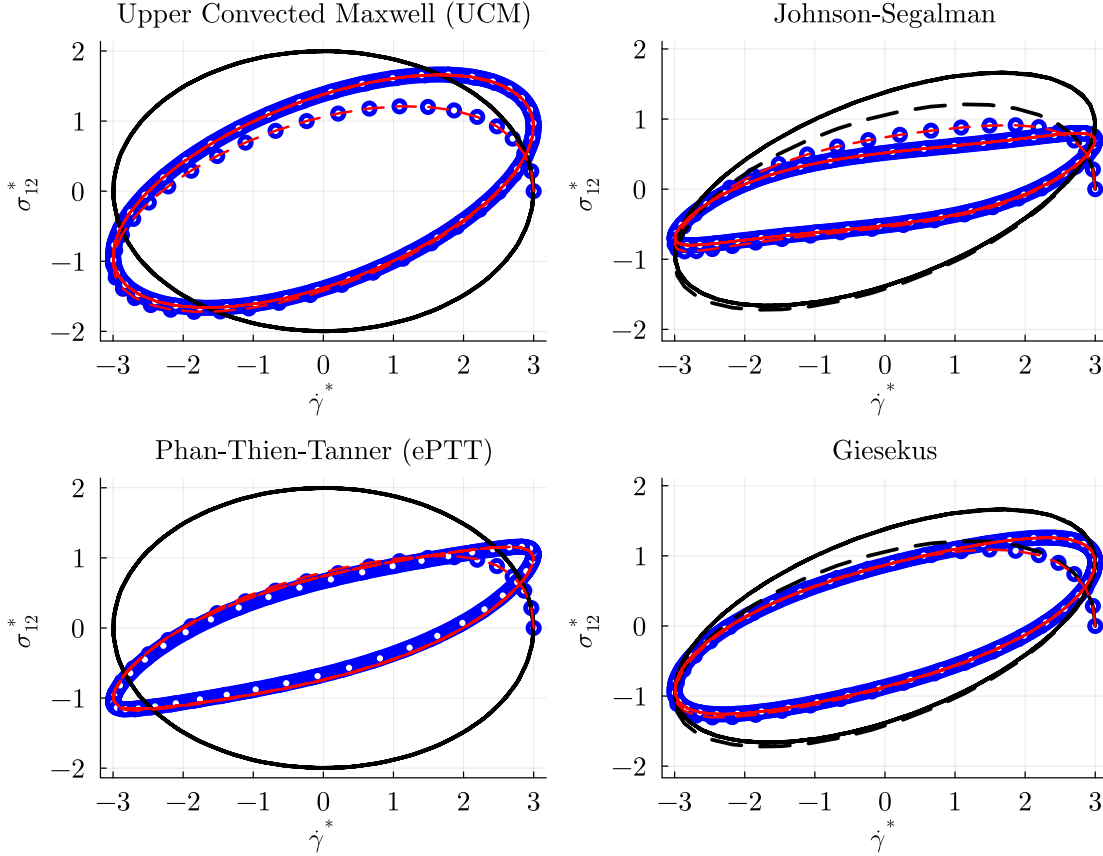 Upper Convected Maxwell (UCM)
2
1
0
−1
−2
σ*₁₂
−3 −2 −1 0 1 2 3
γ̇*
Johnson-Segalman
2
1
0
−1
−2
σ*₁₂
−3 −2 −1 0 1 2 3
γ̇*
Phan-Thien-Tanner (ePTT)
2
1
0
−1
−2
σ*₁₂
−3 −2 −1 0 1 2 3
γ̇*
Giesekus
2
1
0
−1
−2
σ*₁₂
−3 −2 −1 0 1 2 3
γ̇*